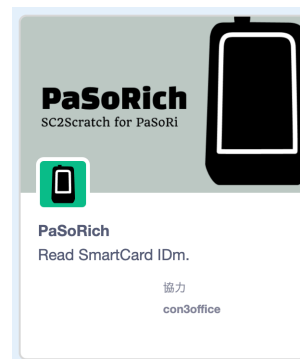 PaSoRich
SC2Scratch for PaSoRi
PaSoRich
Read SmartCard IDm.
協力
con3office